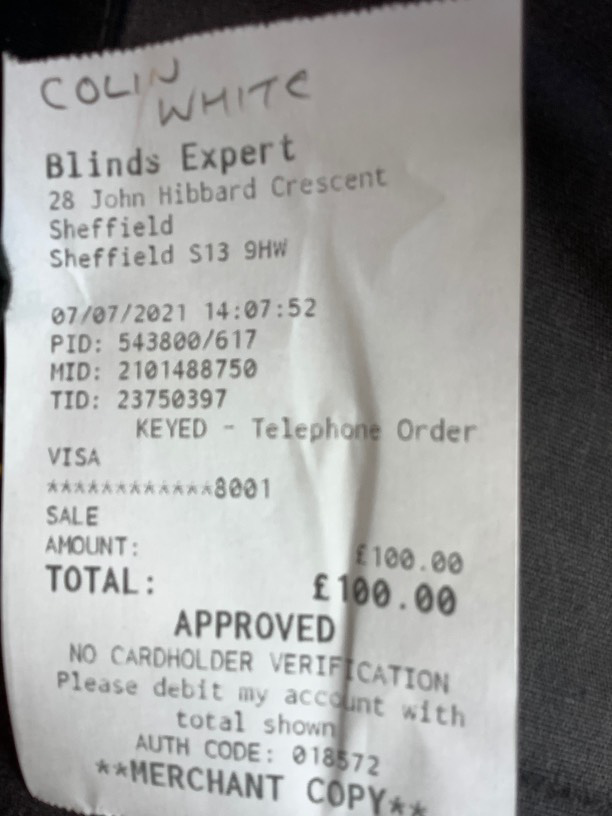 COLIN
WHITE
Blinds Expert
28 John Hibbard Crescent
Sheffield
Sheffield S13 9HW
07/07/2021 14:07:52
PID: 543800/617
MID: 2101488750
TID: 23750397
KEYED - Telephone Order
VISA
************8001
SALE
AMOUNT: £100.00
TOTAL: £100.00
APPROVED
NO CARDHOLDER VERIFICATION
Please debit my account with
total shown
AUTH CODE: 018572
**MERCHANT COPY**